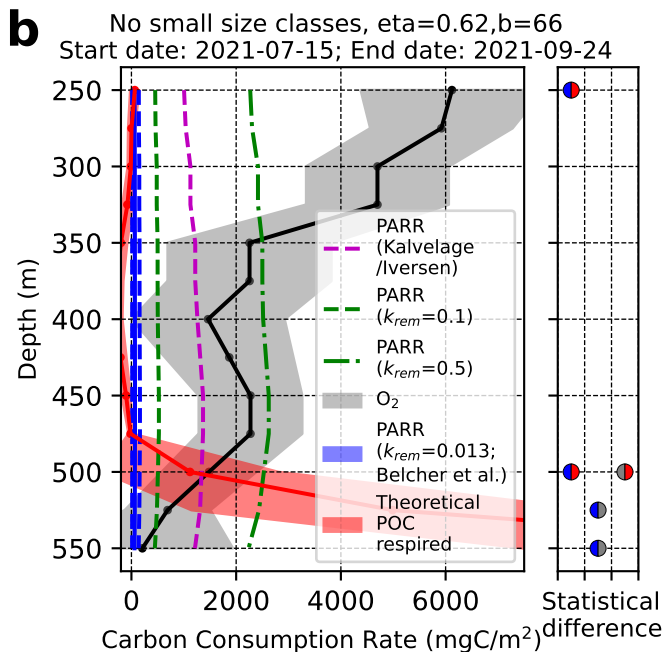 b
No small size classes, eta=0.62,b=66
Start date: 2021-07-15; End date: 2021-09-24
250
300
350
400
450
500
550
Depth (m)
PARR
(Kalvelage
/Iversen)
PARR
(k_rem=0.1)
PARR
(k_rem=0.5)
O₂
PARR
(k_rem=0.013;
Belcher et al.)
Theoretical
POC
respired
0 2000 4000 6000
Carbon Consumption Rate (mgC/m²)
Statistical
difference